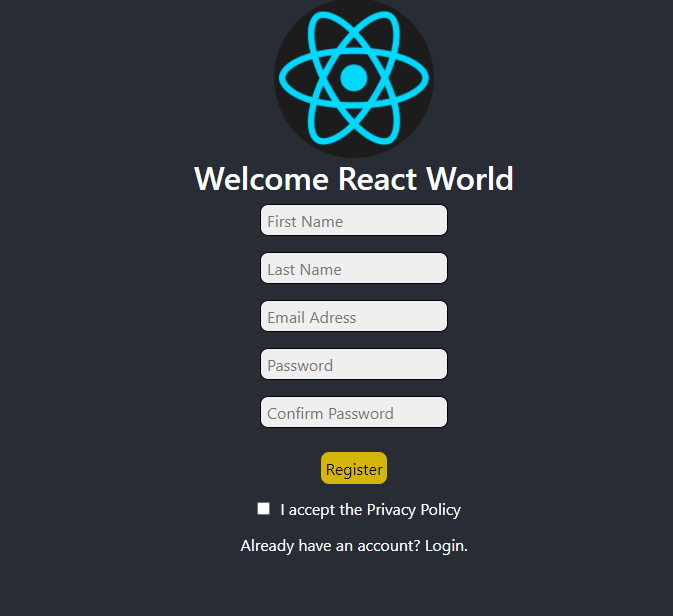 Welcome React World
First Name
Last Name
Email Adress
Password
Confirm Password
Register
I accept the Privacy Policy
Already have an account? Login.